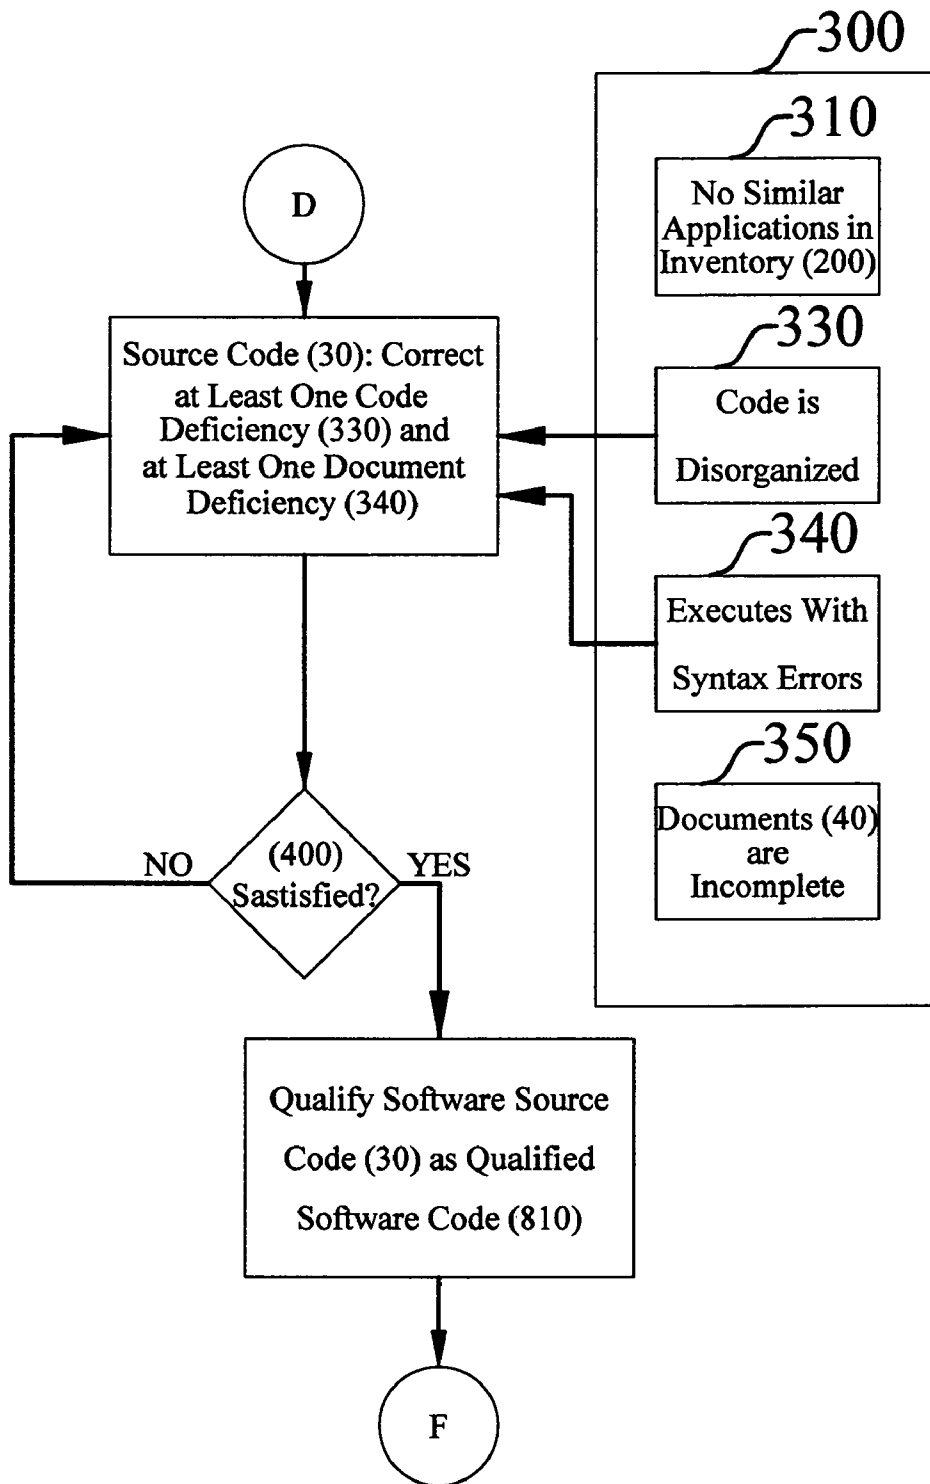 300
310
No Similar
Applications in
Inventory (200)
D
330
Source Code (30): Correct
at Least One Code
Deficiency (330) and
at Least One Document
Deficiency (340)
Code is
Disorganized
340
Executes With
Syntax Errors
350
Documents (40)
are
Incomplete
NO
(400)
Sastisfied?
YES
Qualify Software Source
Code (30) as Qualified
Software Code (810)
F